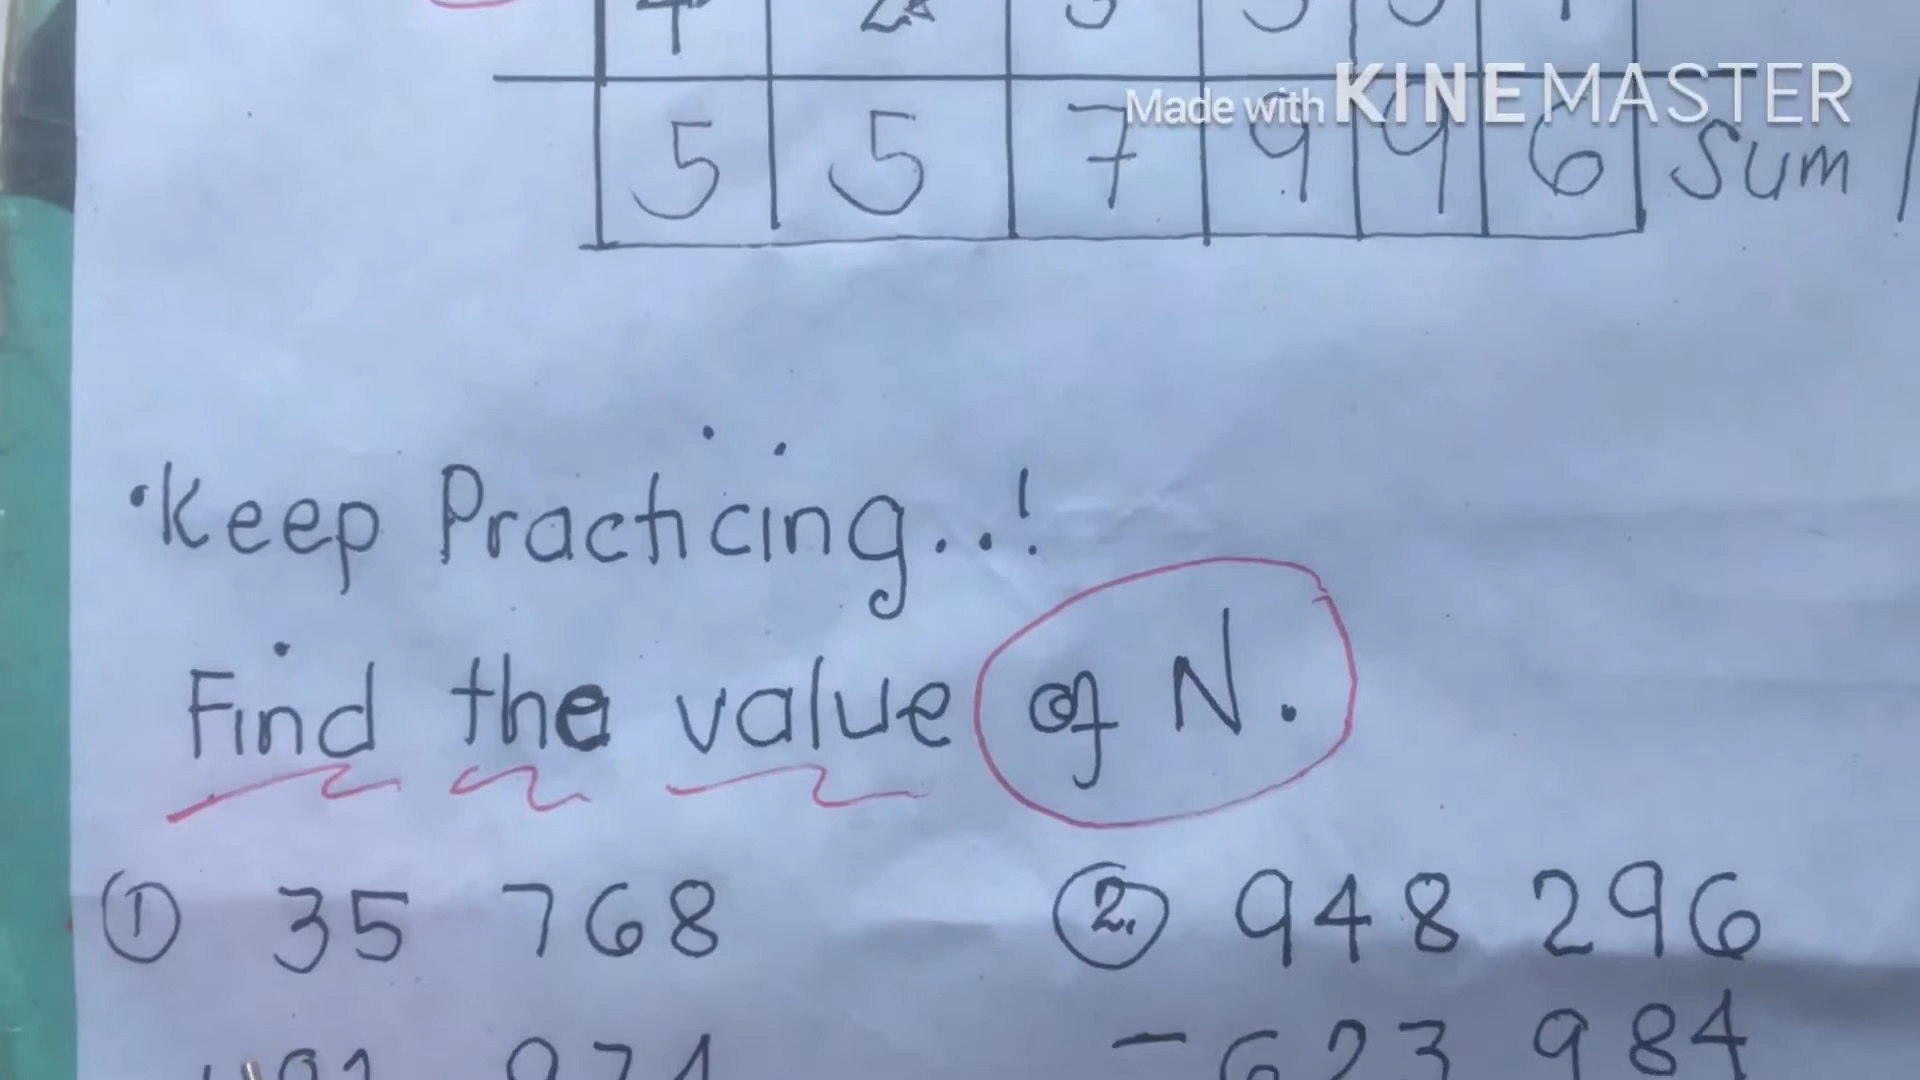 Made with KINEMASTER
5 5 7 9 9 6 Sum
Keep Practicing..!
Find the value of N.
① 35 768
② 948 296
- 623 984